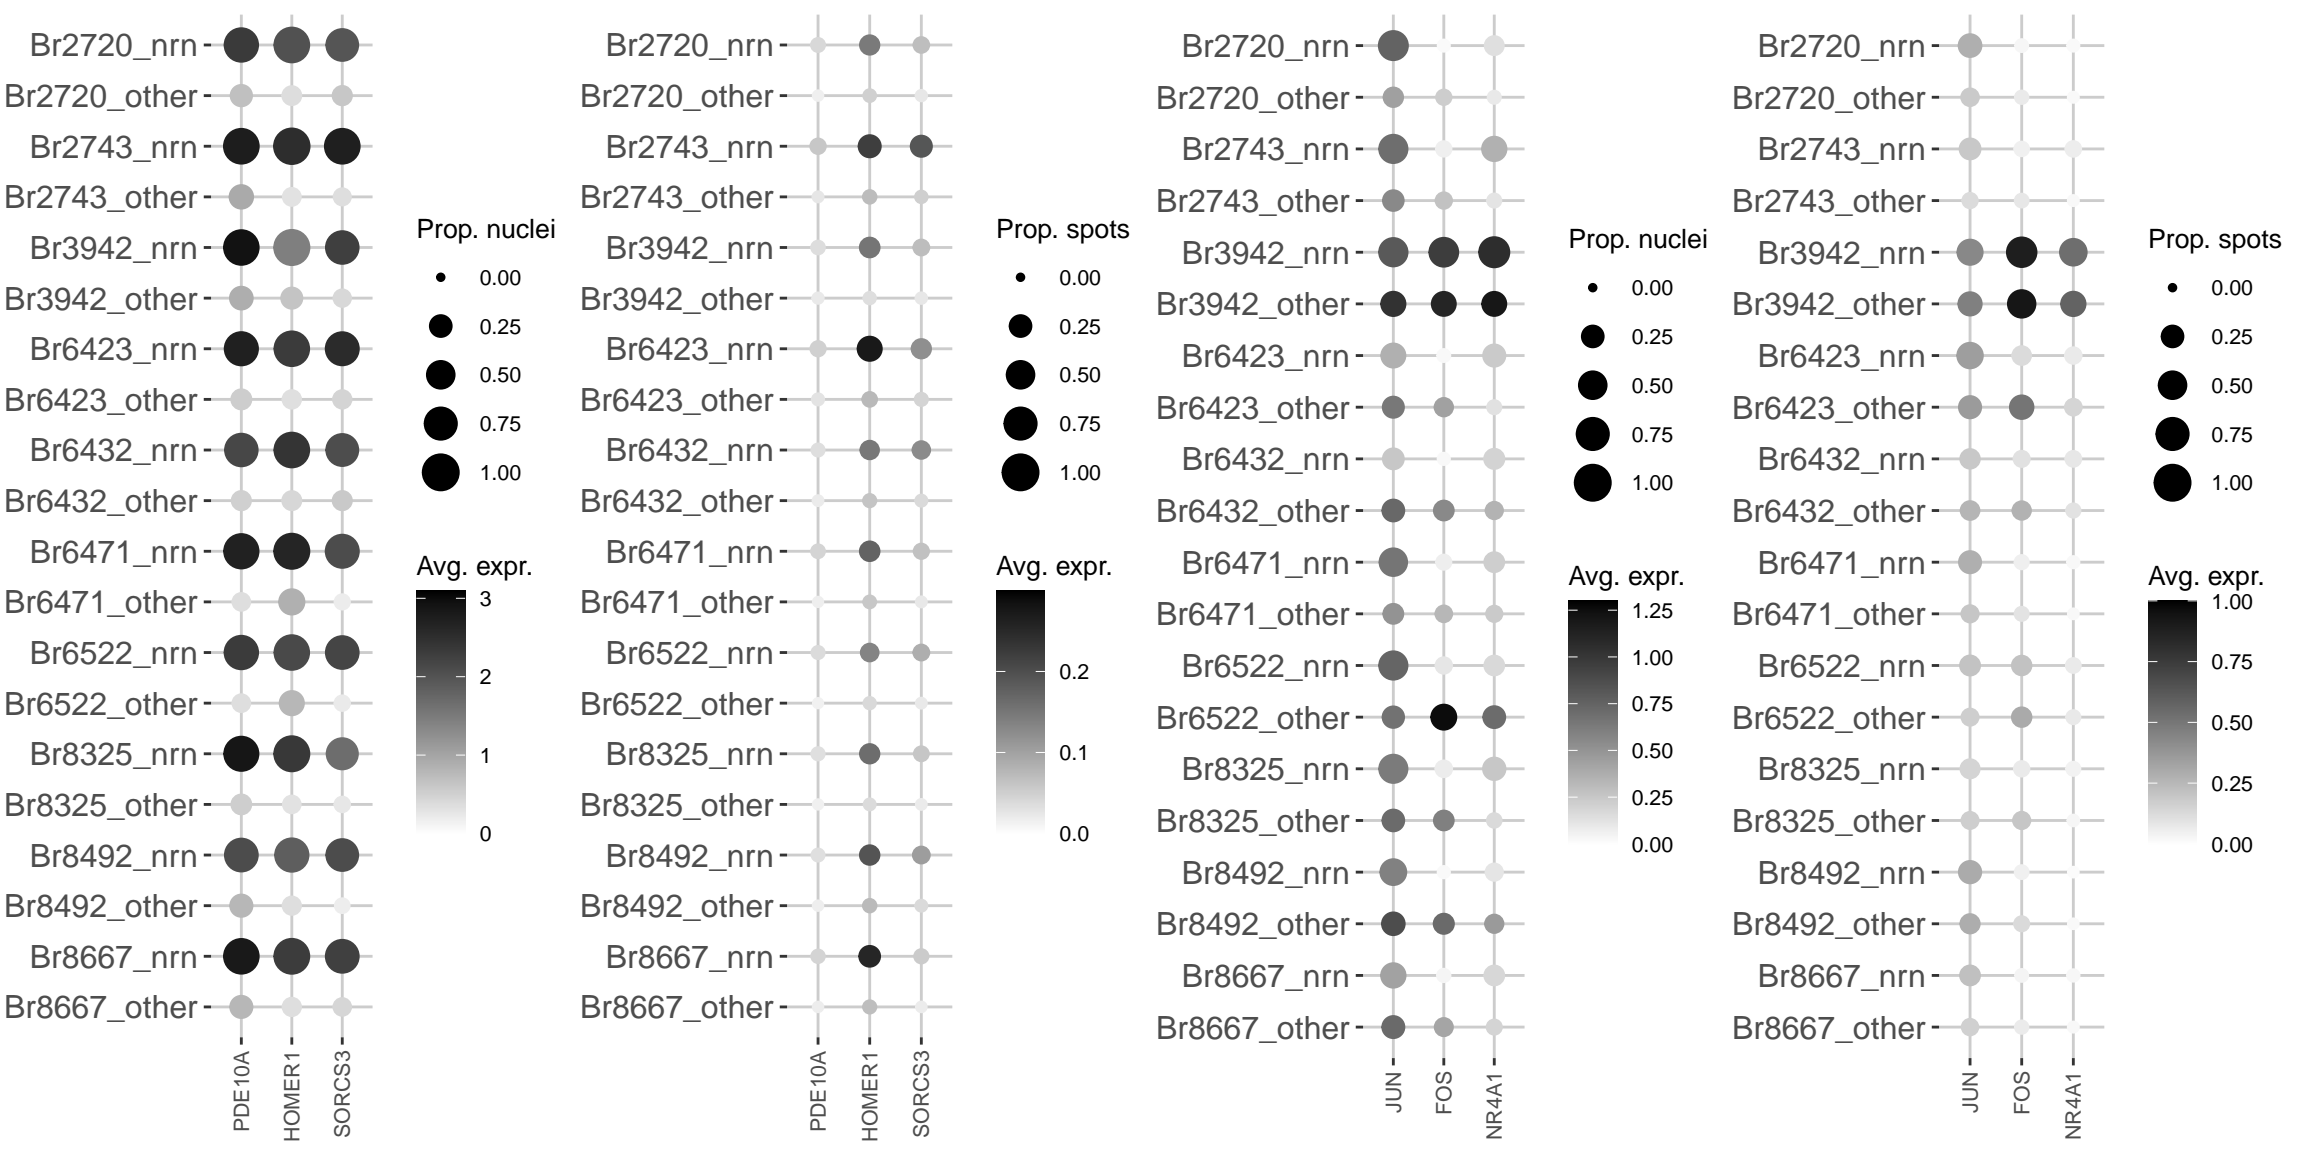 Br2720_nrn
Br2720_other
Br2743_nrn
Br2743_other
Br3942_nrn
Br3942_other
Br6423_nrn
Br6423_other
Br6432_nrn
Br6432_other
Br6471_nrn
Br6471_other
Br6522_nrn
Br6522_other
Br8325_nrn
Br8325_other
Br8492_nrn
Br8492_other
Br8667_nrn
Br8667_other
PDE10A
HOMER1
SORCS3
Prop. nuclei
0.00
0.25
0.50
0.75
1.00
Avg. expr.
3
2
1
0
Br2720_nrn
Br2720_other
Br2743_nrn
Br2743_other
Br3942_nrn
Br3942_other
Br6423_nrn
Br6423_other
Br6432_nrn
Br6432_other
Br6471_nrn
Br6471_other
Br6522_nrn
Br6522_other
Br8325_nrn
Br8325_other
Br8492_nrn
Br8492_other
Br8667_nrn
Br8667_other
PDE10A
HOMER1
SORCS3
Prop. spots
0.00
0.25
0.50
0.75
1.00
Avg. expr.
0.2
0.1
0.0
Br2720_nrn
Br2720_other
Br2743_nrn
Br2743_other
Br3942_nrn
Br3942_other
Br6423_nrn
Br6423_other
Br6432_nrn
Br6432_other
Br6471_nrn
Br6471_other
Br6522_nrn
Br6522_other
Br8325_nrn
Br8325_other
Br8492_nrn
Br8492_other
Br8667_nrn
Br8667_other
JUN
FOS
NR4A1
Prop. nuclei
0.00
0.25
0.50
0.75
1.00
Avg. expr.
1.25
1.00
0.75
0.50
0.25
0.00
Br2720_nrn
Br2720_other
Br2743_nrn
Br2743_other
Br3942_nrn
Br3942_other
Br6423_nrn
Br6423_other
Br6432_nrn
Br6432_other
Br6471_nrn
Br6471_other
Br6522_nrn
Br6522_other
Br8325_nrn
Br8325_other
Br8492_nrn
Br8492_other
Br8667_nrn
Br8667_other
JUN
FOS
NR4A1
Prop. spots
0.00
0.25
0.50
0.75
1.00
Avg. expr.
1.00
0.75
0.50
0.25
0.00